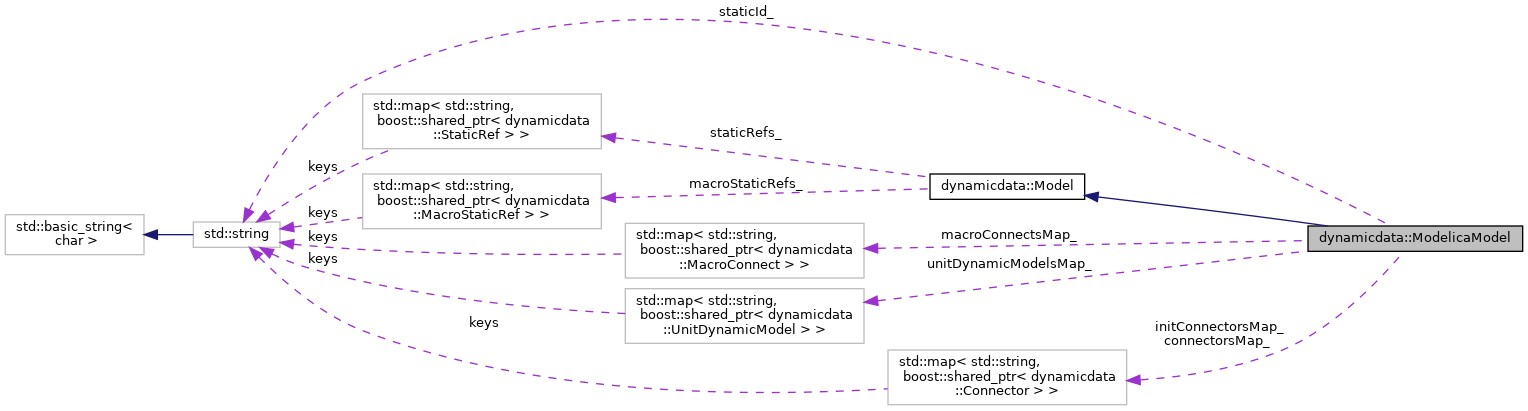 staticId_
std::map< std::string,
boost::shared_ptr< dynamicdata
::StaticRef > >
staticRefs_
keys
std::map< std::string,
boost::shared_ptr< dynamicdata
::MacroStaticRef > >
macroStaticRefs_
dynamicdata::Model
keys
std::basic_string<
char >
std::string
keys
std::map< std::string,
boost::shared_ptr< dynamicdata
::MacroConnect > >
macroConnectsMap_
dynamicdata::ModelicaModel
keys
unitDynamicModelsMap_
std::map< std::string,
boost::shared_ptr< dynamicdata
::UnitDynamicModel > >
keys
initConnectorsMap_
connectorsMap_
std::map< std::string,
boost::shared_ptr< dynamicdata
::Connector > >